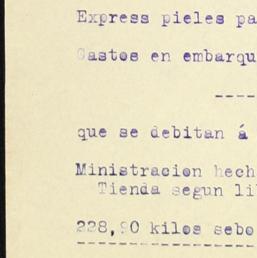 Express pieles pa
Gastos en embarqu
----
que se debitan á
Ministracion hech
Tienda segun li
228,90 kilos sebo
-----------------